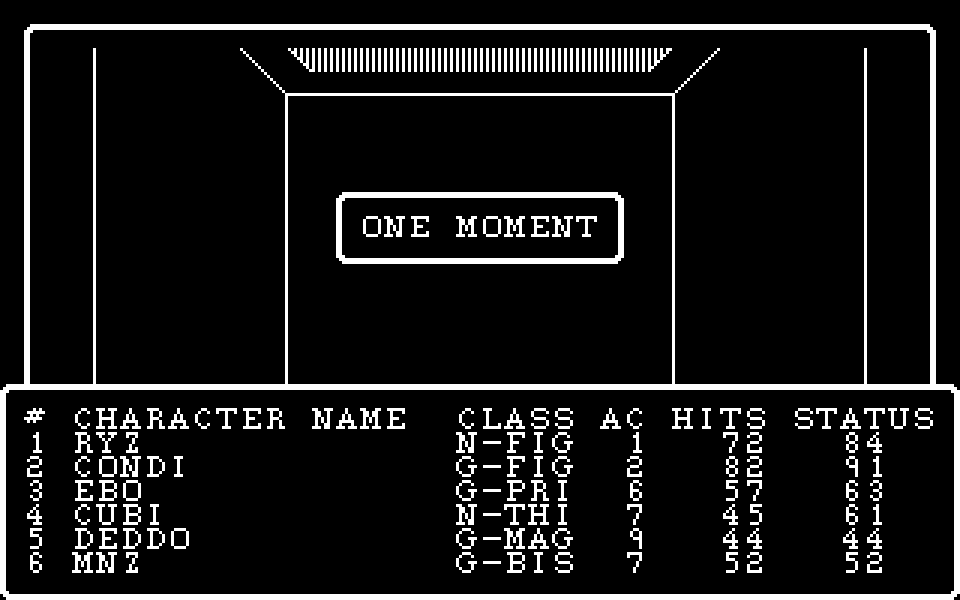 ONE MOMENT
# CHARACTER NAME CLASS AC HITS STATUS
1 RYZ N-FIG 1 72 84
2 CONDI G-FIG 2 82 91
3 EBO G-PRI 6 57 63
4 CUBI N-THI 7 45 61
5 DEDDO G-MAG 9 44 44
6 MNZ G-BIS 7 52 52